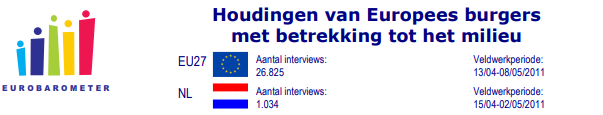 Houdingen van Europees burgers
met betrekking tot het milieu
EUROBAROMETER
EU27 Aantal interviews: Veldwerkperiode:
26.825 13/04-08/05/2011
NL Aantal interviews: Veldwerkperiode:
1.034 15/04-02/05/2011